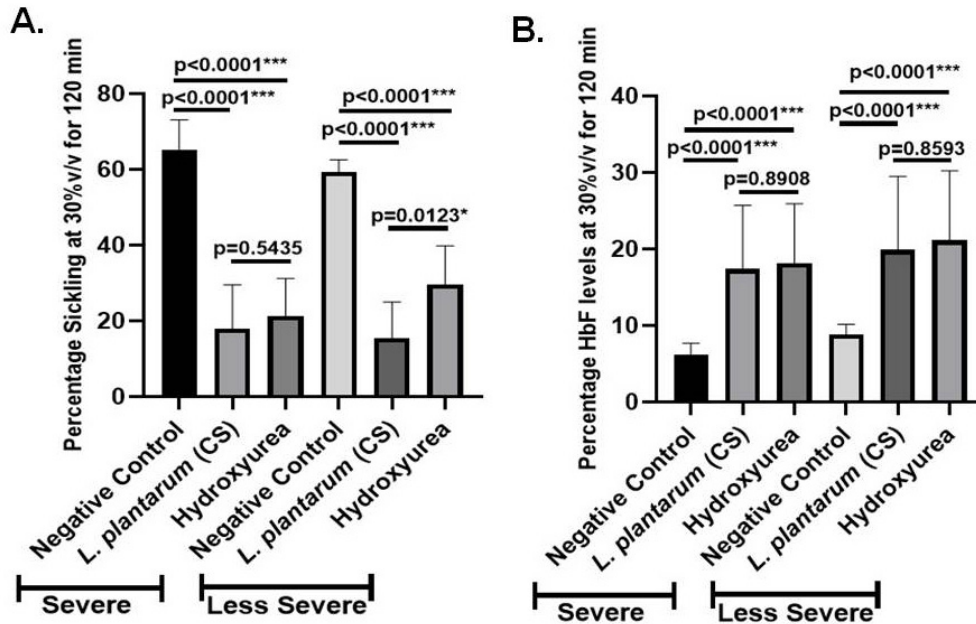 A.
Percentage Sickling at 30%v/v for 120 min
80
60
40
20
0
p<0.0001***
p<0.0001***
p=0.5435
p<0.0001***
p<0.0001***
p=0.0123*
Negative Control
L. plantarum (CS)
Hydroxyurea
Negative Control
L. plantarum (CS)
Hydroxyurea
Severe
Less Severe
B.
Percentage HbF levels at 30%v/v for 120 min
40
30
20
10
0
p<0.0001***
p<0.0001***
p=0.8908
p<0.0001***
p<0.0001***
p=0.8593
Negative Control
L. plantarum (CS)
Hydroxyurea
Negative Control
L. plantarum (CS)
Hydroxyurea
Severe
Less Severe